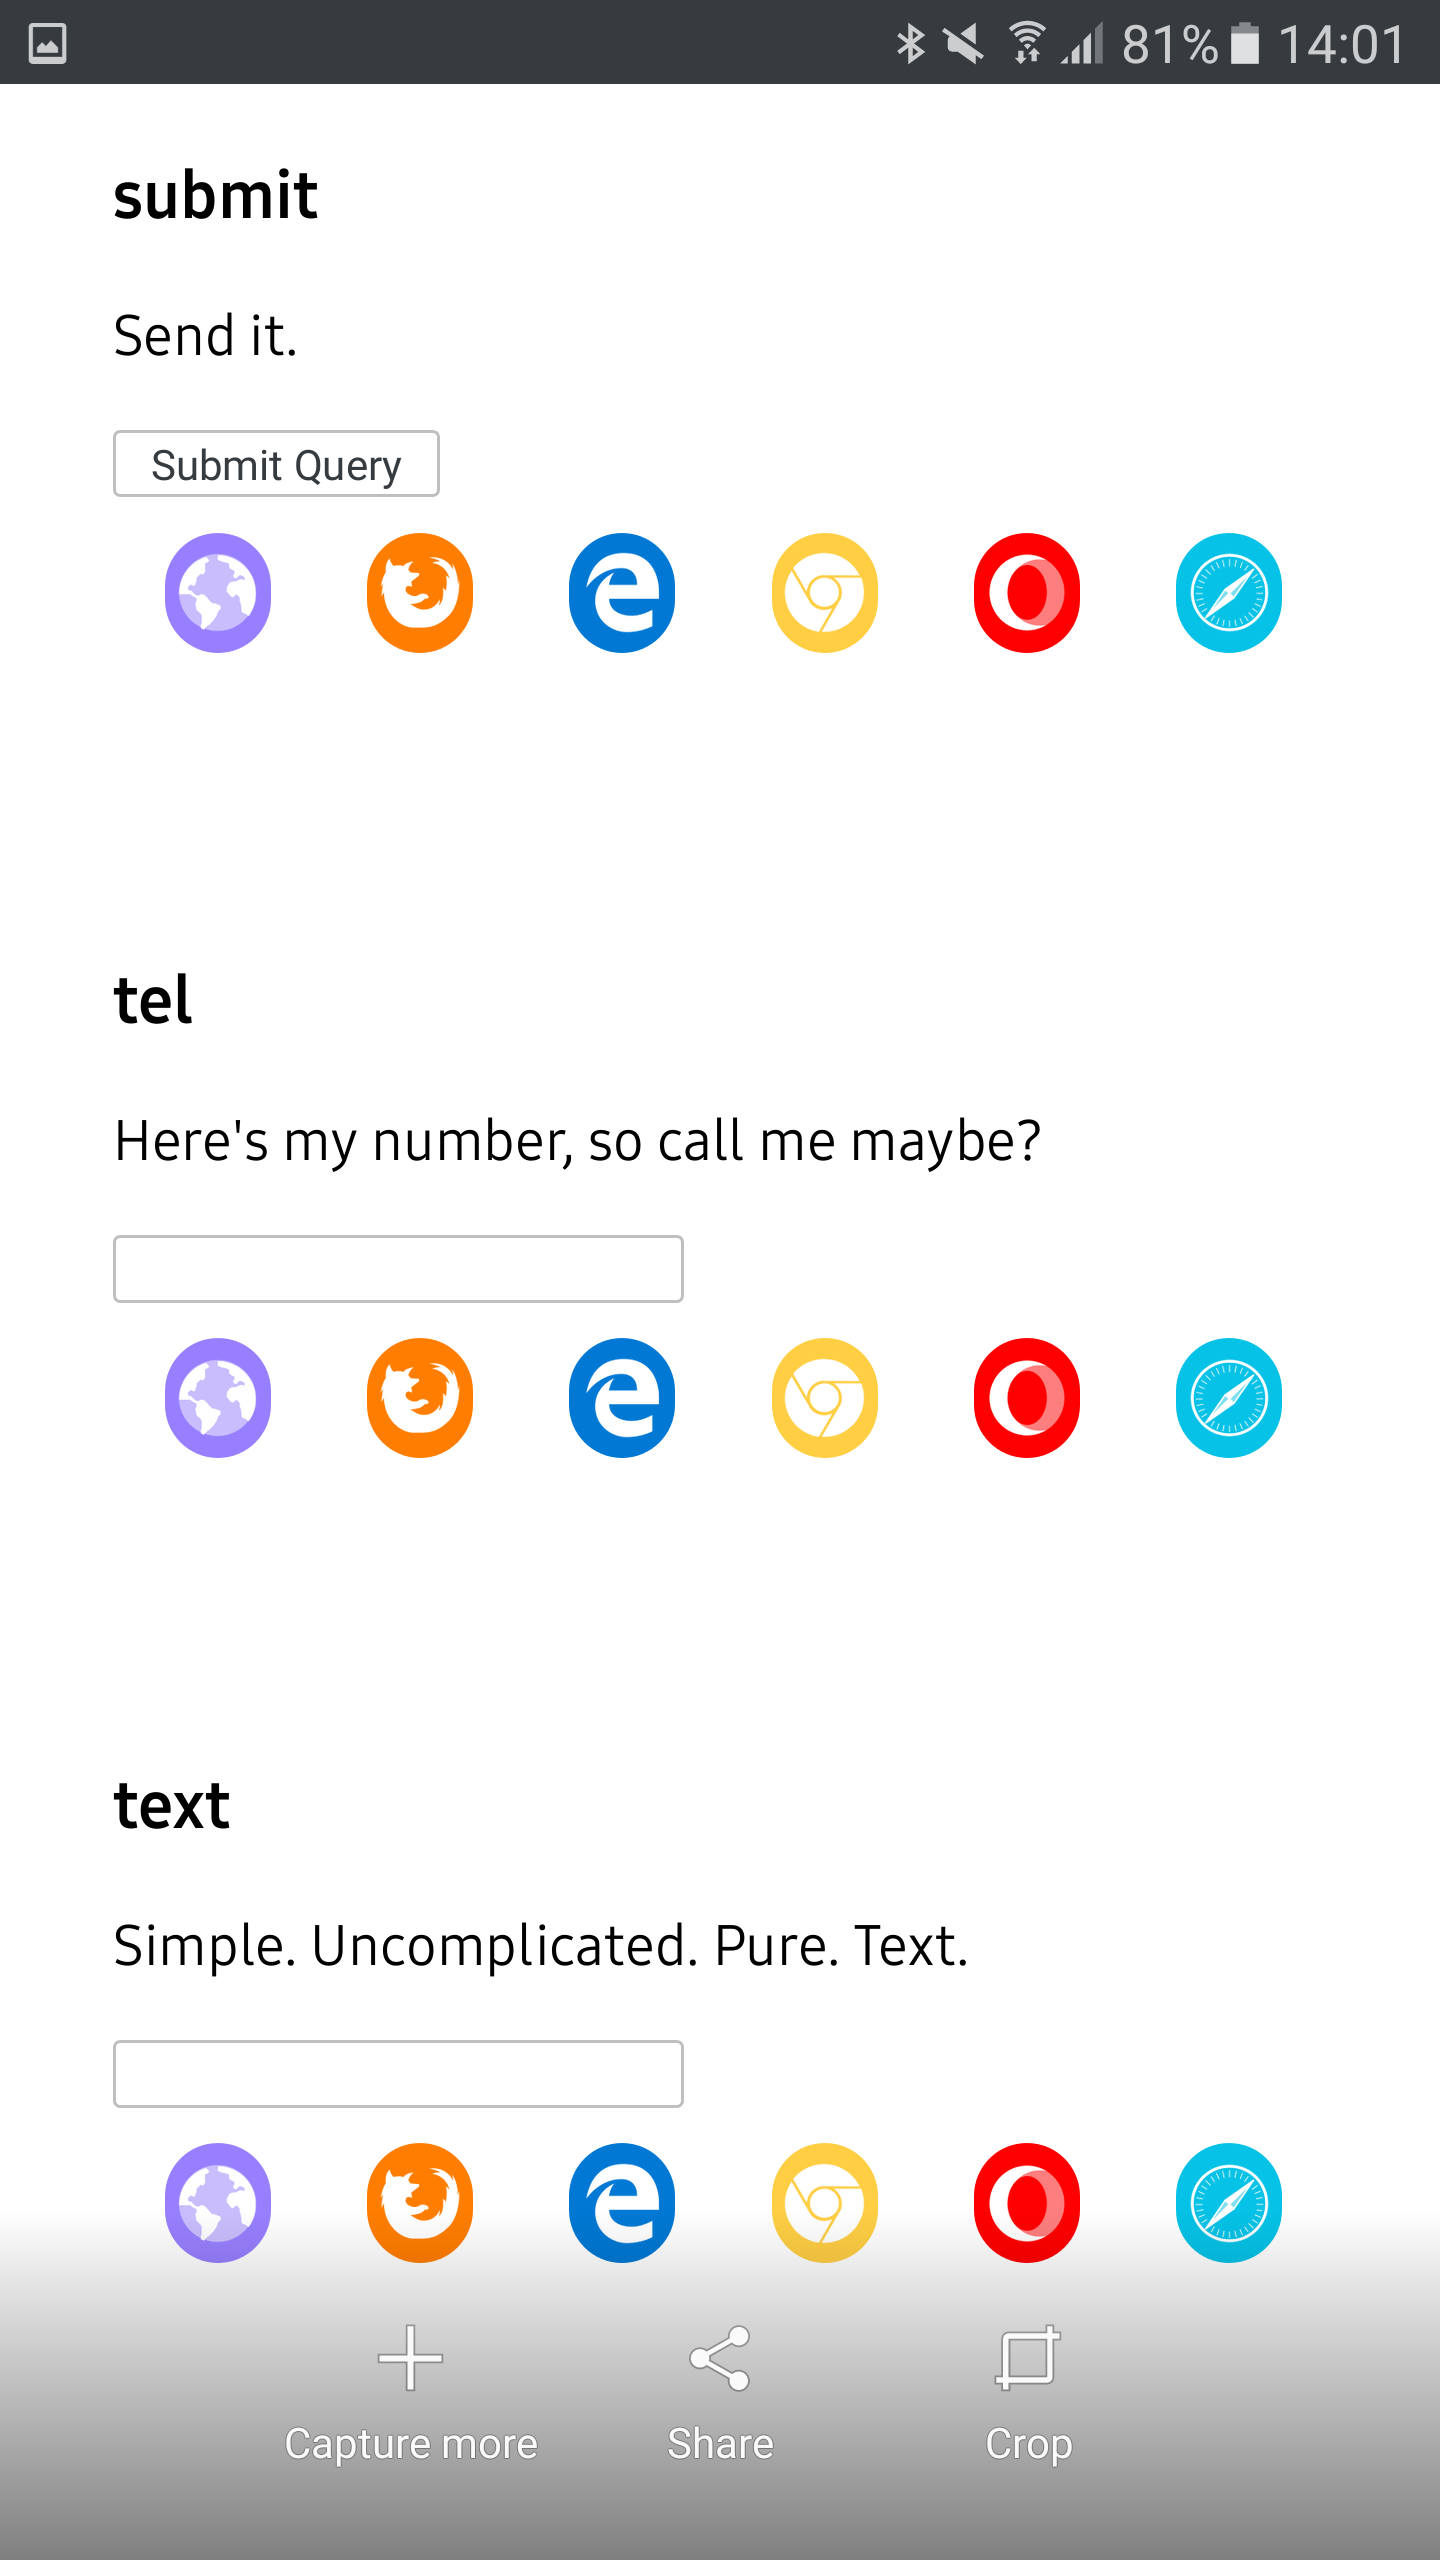 81% 14:01
submit
Send it.
Submit Query
tel
Here's my number, so call me maybe?
text
Simple. Uncomplicated. Pure. Text.
Capture more Share Crop